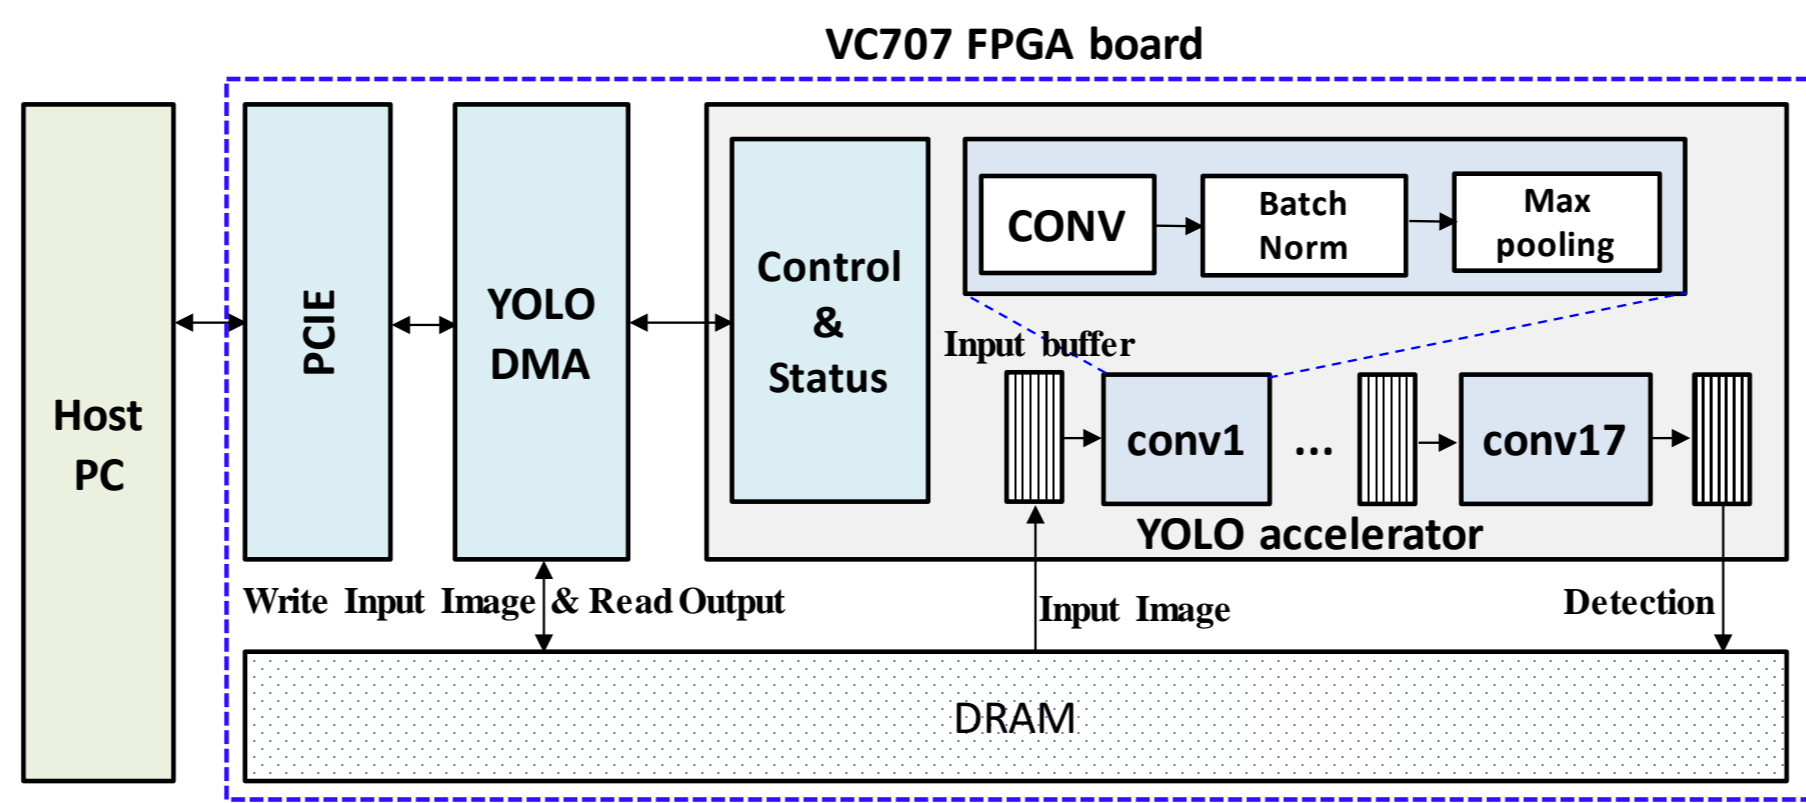 VC707 FPGA board
Host
PC
PCIE
YOLO
DMA
Control
&
Status
CONV
Batch
Norm
Max
pooling
Input buffer
conv1
...
conv17
YOLO accelerator
Write Input Image & Read Output
Input Image
Detection
DRAM